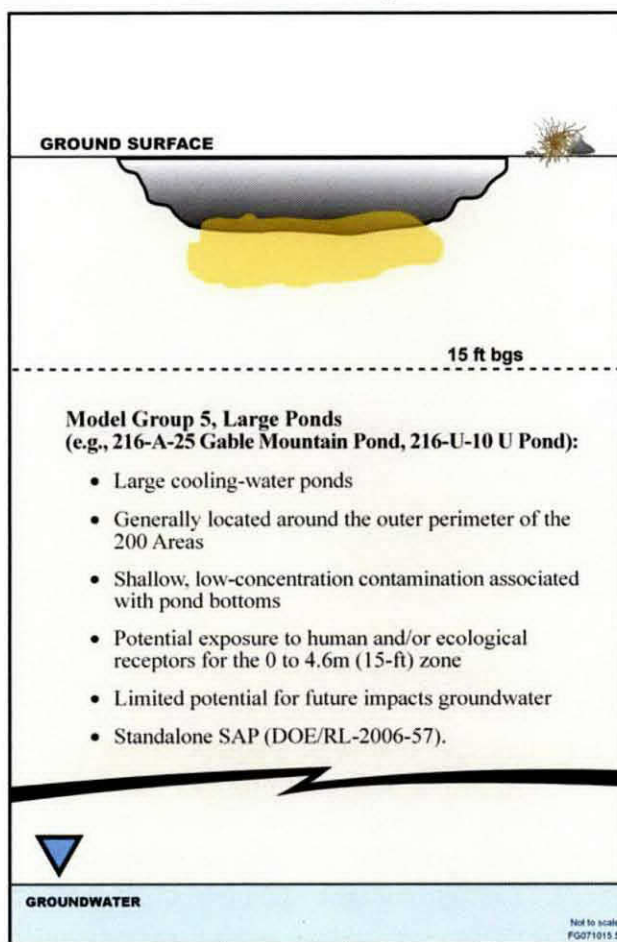 GROUND SURFACE
15 ft bgs
Model Group 5, Large Ponds
(e.g., 216-A-25 Gable Mountain Pond, 216-U-10 U Pond):
• Large cooling-water ponds
• Generally located around the outer perimeter of the
200 Areas
• Shallow, low-concentration contamination associated
with pond bottoms
• Potential exposure to human and/or ecological
receptors for the 0 to 4.6m (15-ft) zone
• Limited potential for future impacts groundwater
• Standalone SAP (DOE/RL-2006-57).
GROUNDWATER
Not to scale
FG071015.5